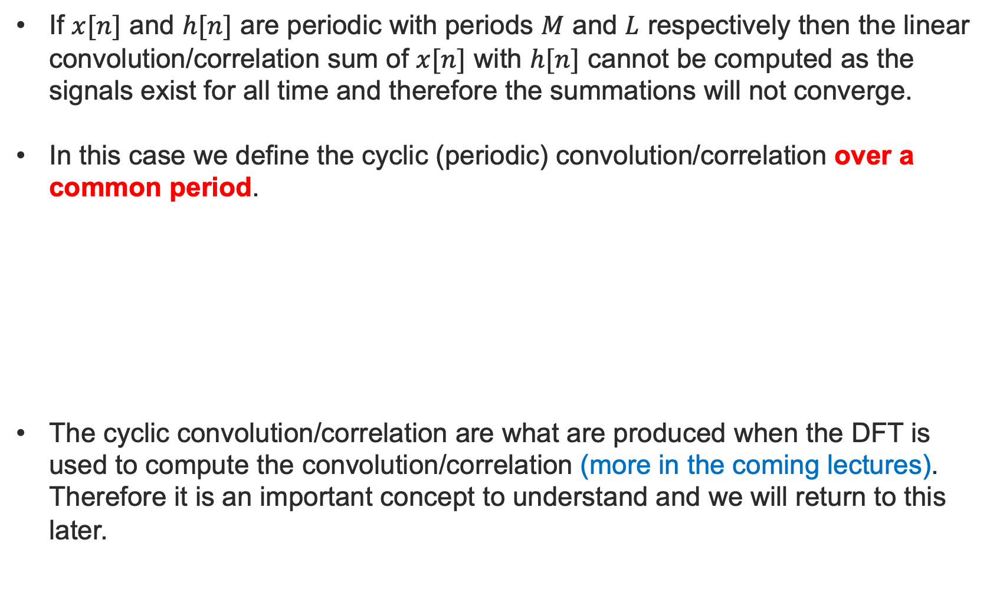 • If x[n] and h[n] are periodic with periods M and L respectively then the linear
convolution/correlation sum of x[n] with h[n] cannot be computed as the
signals exist for all time and therefore the summations will not converge.
• In this case we define the cyclic (periodic) convolution/correlation over a
common period.
• The cyclic convolution/correlation are what are produced when the DFT is
used to compute the convolution/correlation (more in the coming lectures).
Therefore it is an important concept to understand and we will return to this
later.